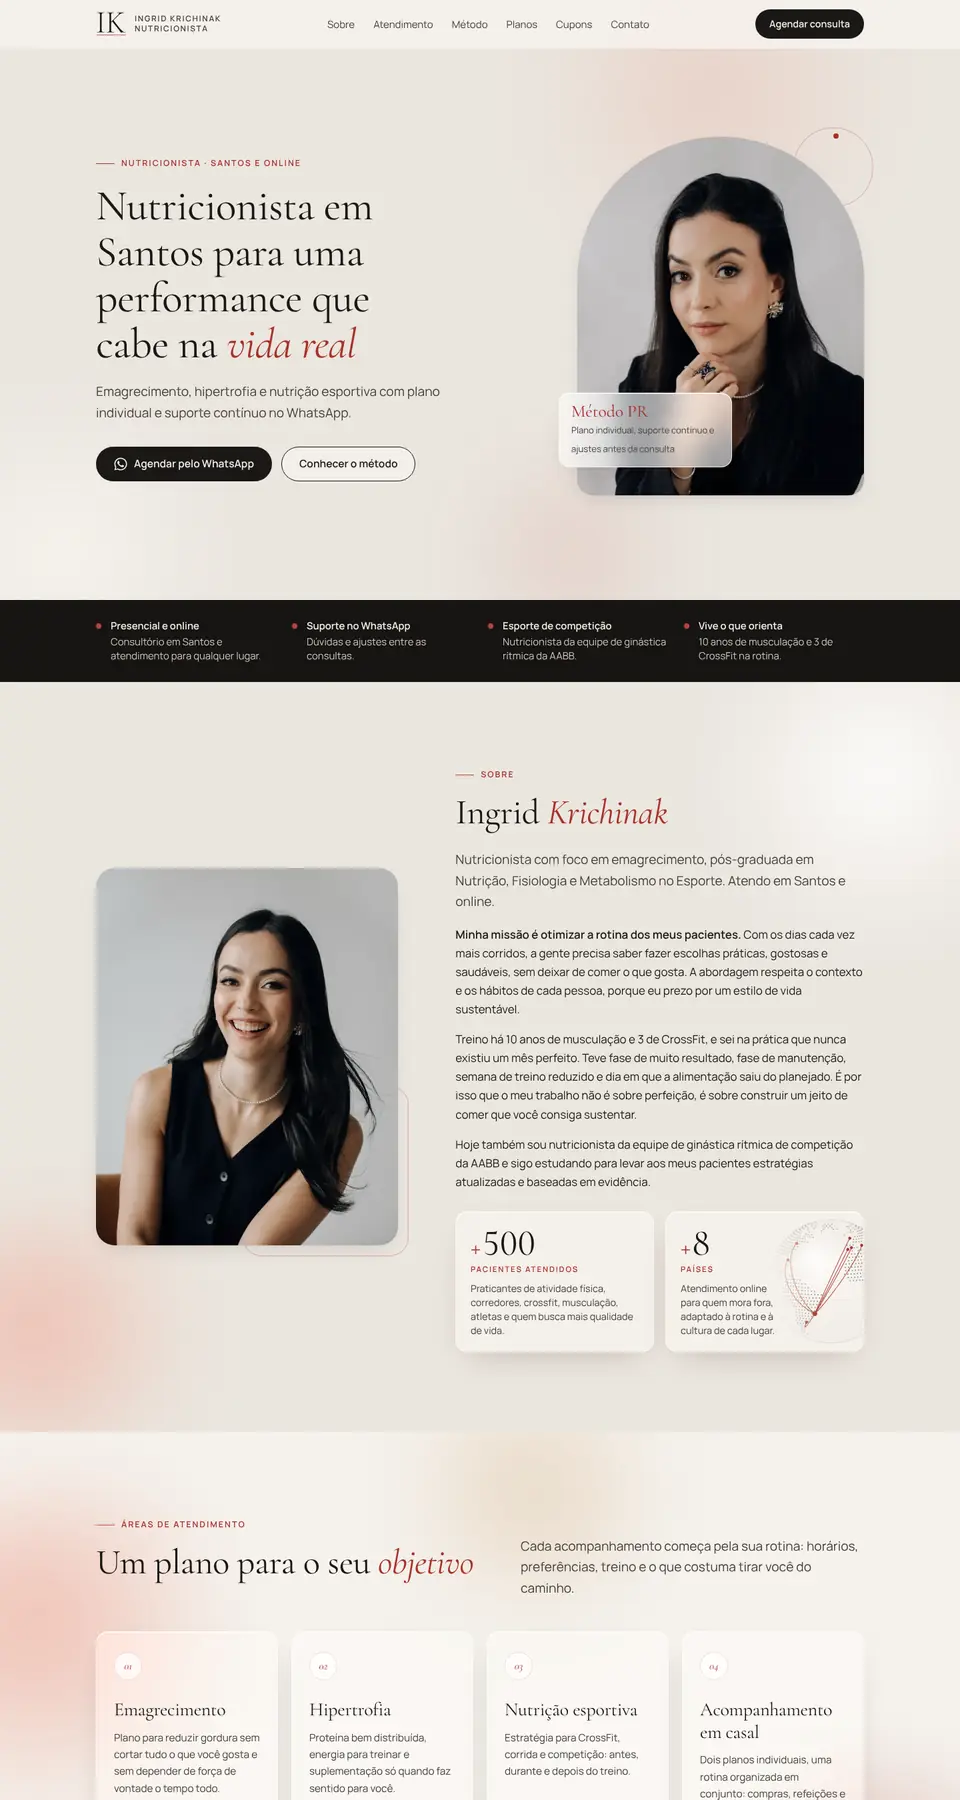 IK
INGRID KRICHINAK
NUTRICIONISTA
Sobre
Atendimento
Método
Planos
Cupons
Contato
Agendar consulta
NUTRICIONISTA · SANTOS E ONLINE
Nutricionista em
Santos para uma
performance que
cabe na vida real
Emagrecimento, hipertrofia e nutrição esportiva com plano
individual e suporte contínuo no WhatsApp.
Agendar pelo WhatsApp
Conhecer o método
Método PR
Plano individual, suporte contínuo e
ajustes antes da consulta
Presencial e online
Consultório em Santos e
atendimento para qualquer lugar.
Suporte no WhatsApp
Dúvidas e ajustes entre as
consultas.
Esporte de competição
Nutricionista da equipe de ginástica
rítmica da AABB.
Vive o que orienta
10 anos de musculação e 3 de
CrossFit na rotina.
SOBRE
Ingrid Krichinak
Nutricionista com foco em emagrecimento, pós-graduada em
Nutrição, Fisiologia e Metabolismo no Esporte. Atendo em Santos e
online.
Minha missão é otimizar a rotina dos meus pacientes. Com os dias cada vez
mais corridos, a gente precisa saber fazer escolhas práticas, gostosas e
saudáveis, sem deixar de comer o que gosta. A abordagem respeita o contexto
e os hábitos de cada pessoa, porque eu prezo por um estilo de vida
sustentável.
Treino há 10 anos de musculação e 3 de CrossFit, e sei na prática que nunca
existiu um mês perfeito. Teve fase de muito resultado, fase de manutenção,
semana de treino reduzido e dia em que a alimentação saiu do planejado. É por
isso que o meu trabalho não é sobre perfeição, é sobre construir um jeito de
comer que você consiga sustentar.
Hoje também sou nutricionista da equipe de ginástica rítmica de competição
da AABB e sigo estudando para levar aos meus pacientes estratégias
atualizadas e baseadas em evidência.
+500
PACIENTES ATENDIDOS
Praticantes de atividade física,
corredores, crossfit, musculação,
atletas e quem busca mais qualidade
de vida.
+8
PAÍSES
Atendimento online
para quem mora fora,
adaptado à rotina e à
cultura de cada lugar.
ÁREAS DE ATENDIMENTO
Um plano para o seu objetivo
Cada acompanhamento começa pela sua rotina: horários,
preferências, treino e o que costuma tirar você do
caminho.
01
Emagrecimento
Plano para reduzir gordura sem
cortar tudo o que você gosta e
sem depender de força de
vontade o tempo todo.
02
Hipertrofia
Proteína bem distribuída,
energia para treinar e
suplementação só quando faz
sentido para você.
03
Nutrição esportiva
Estratégia para CrossFit,
corrida e competição: antes,
durante e depois do treino.
04
Acompanhamento
em casal
Dois planos individuais, uma
rotina organizada em
conjunto: compras, refeições e